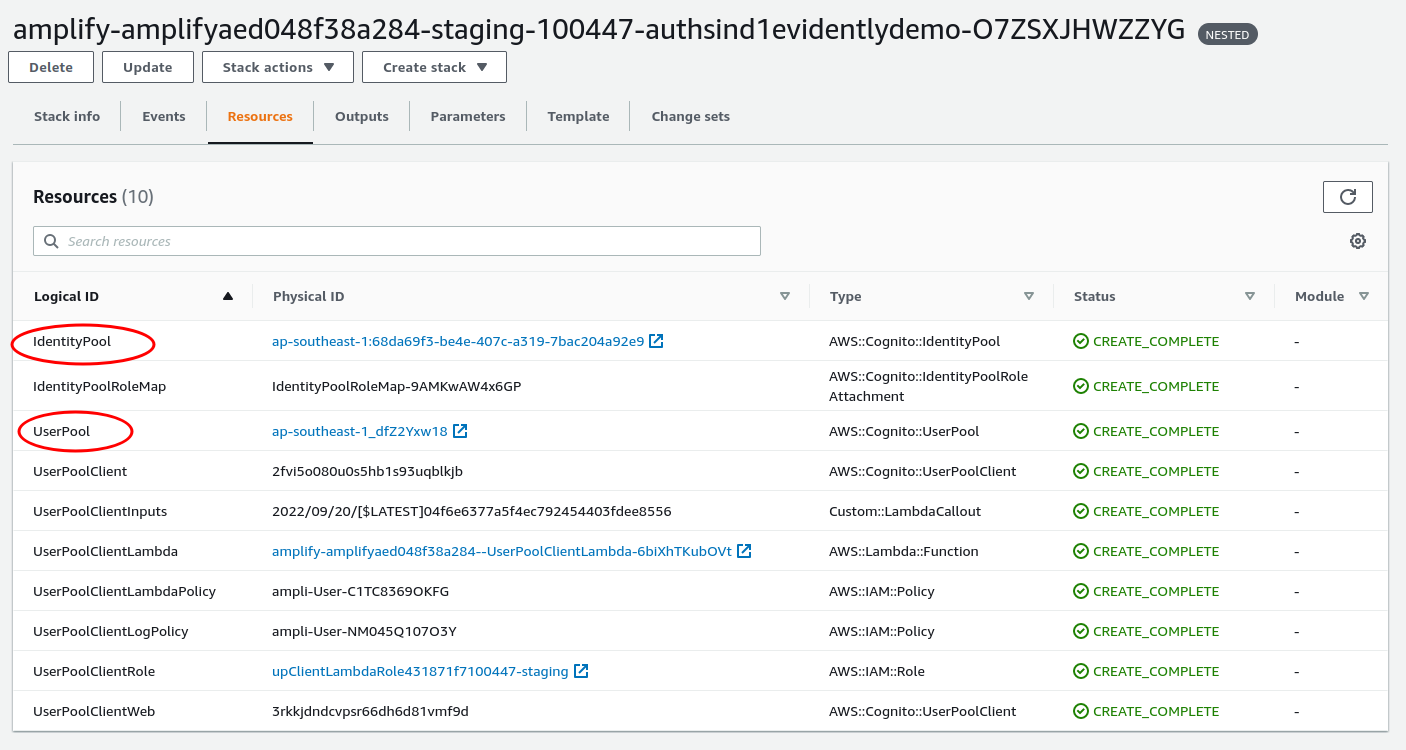 amplify-amplifyaed048f38a284-staging-100447-authsind1evidentlydemo-O7ZSXJHWZZYG NESTED
Delete Update Stack actions Create stack
Stack info Events Resources Outputs Parameters Template Change sets
Resources (10)
Search resources
Logical ID Physical ID Type Status Module
IdentityPool ap-southeast-1:68da69f3-be4e-407c-a319-7bac204a92e9 AWS::Cognito::IdentityPool CREATE_COMPLETE -
IdentityPoolRoleMap IdentityPoolRoleMap-9AMKwAW4x6GP AWS::Cognito::IdentityPoolRole
Attachment CREATE_COMPLETE -
UserPool ap-southeast-1_dfZ2Yxw18 AWS::Cognito::UserPool CREATE_COMPLETE -
UserPoolClient 2fvi5o080u0s5hb1s93uqblkjb AWS::Cognito::UserPoolClient CREATE_COMPLETE -
UserPoolClientInputs 2022/09/20/[$LATEST]04f6e6377a5f4ec792454403fdee8556 Custom::LambdaCallout CREATE_COMPLETE -
UserPoolClientLambda amplify-amplifyaed048f38a284--UserPoolClientLambda-6biXhTKubOVt AWS::Lambda::Function CREATE_COMPLETE -
UserPoolClientLambdaPolicy ampli-User-C1TC8369OKFG AWS::IAM::Policy CREATE_COMPLETE -
UserPoolClientLogPolicy ampli-User-NM045Q107O3Y AWS::IAM::Policy CREATE_COMPLETE -
UserPoolClientRole upClientLambdaRole431871f7100447-staging AWS::IAM::Role CREATE_COMPLETE -
UserPoolClientWeb 3rkkjdndcvpsr66dh6d81vmf9d AWS::Cognito::UserPoolClient CREATE_COMPLETE -